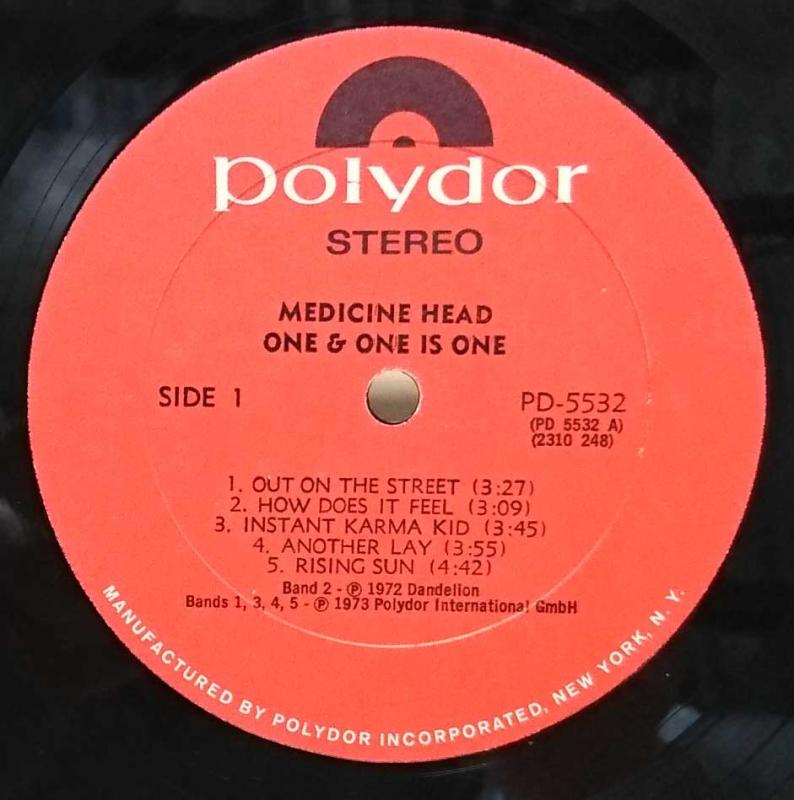 polydor
STEREO
MEDICINE HEAD
ONE & ONE IS ONE
SIDE 1
PD-5532
(PD 5532 A)
(2310 248)
1. OUT ON THE STREET (3:27)
2. HOW DOES IT FEEL (3:09)
3. INSTANT KARMA KID (3:45)
4. ANOTHER LAY (3:55)
5. RISING SUN (4:42)
Band 2 - ℗ 1972 Dandelion
Bands 1, 3, 4, 5 - ℗ 1973 Polydor International GmbH
MANUFACTURED BY POLYDOR INCORPORATED, NEW YORK, N. Y.